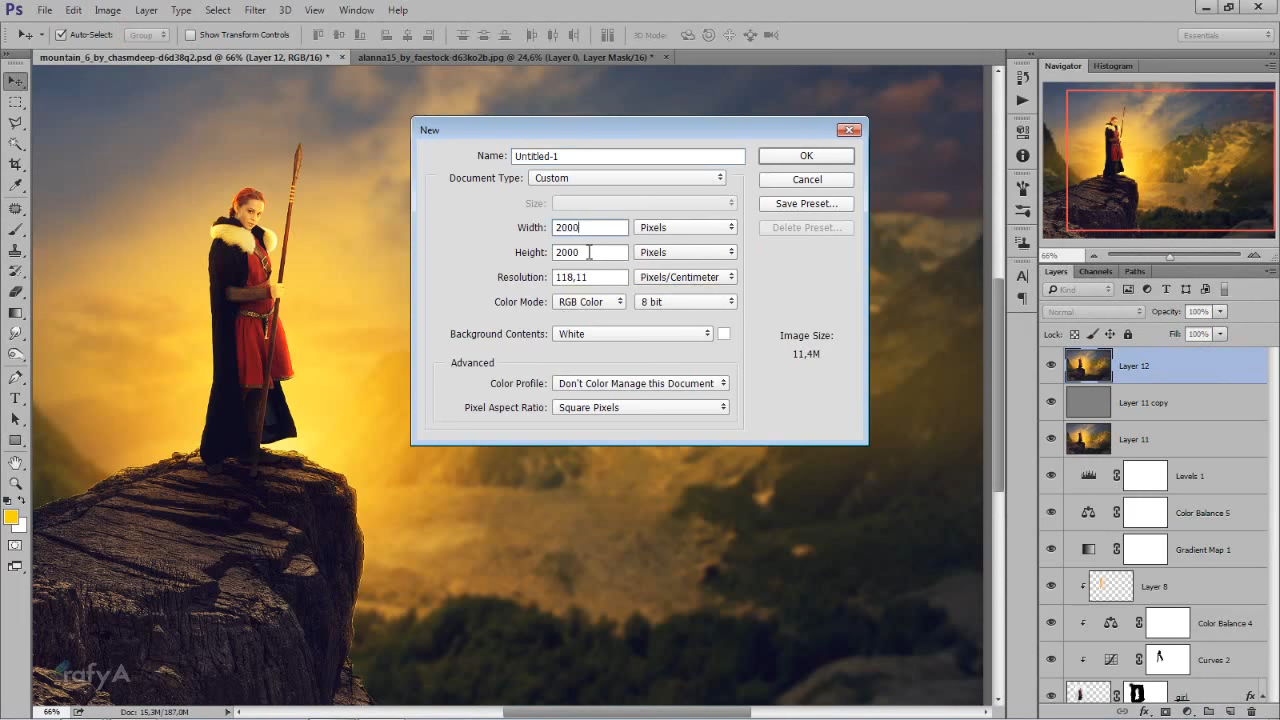 Ps File Edit Image Layer Type Select Filter 3D View Window Help
Auto-Select: Group Show Transform Controls 3D Mode: Essentials
mountain_6_by_chasmdeep-d6d38q2.psd @ 66% (Layer 12, RGB/16) * × alanna15_by_faestock-d63ko2b.jpg @ 24,6% (Layer 0, Layer Mask/16) * ×
Navigator Histogram
New
Name: Untitled-1 OK
Document Type: Custom Cancel
Size: Save Preset...
Width: 2000 Pixels Delete Preset...
Height: 2000 Pixels
Resolution: 118,11 Pixels/Centimeter
Color Mode: RGB Color 8 bit
Background Contents: White
Image Size:
11,4M
Advanced
Color Profile: Don't Color Manage this Document
Pixel Aspect Ratio: Square Pixels
66%
Layers Channels Paths
Kind
Normal Opacity: 100%
Lock: Fill: 100%
Layer 12
Layer 11 copy
Layer 11
Levels 1
Color Balance 5
Gradient Map 1
Layer 8
Color Balance 4
Curves 2
girl fx
rafyA
66% Doc: 15,3M/187,0M